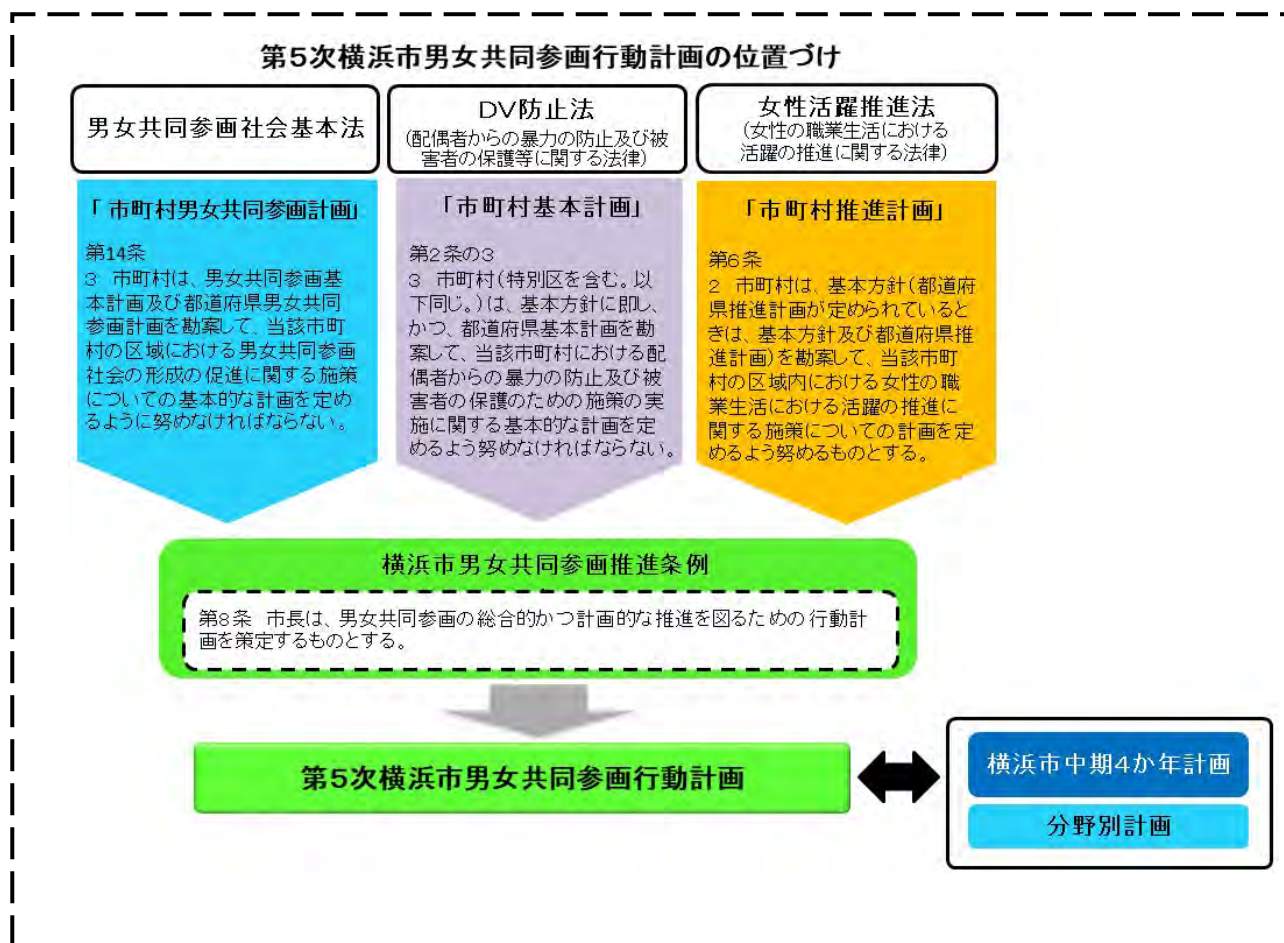 第5次横浜市男女共同参画行動計画の位置づけ
男女共同参画社会基本法
「市町村男女共同参画計画」
第14条
3 市町村は、男女共同参画基
本計画及び都道府県男女共同
参画計画を勘案して、当該市町
村の区域における男女共同参画
社会の形成の促進に関する施策
についての基本的な計画を定め
るように努めなければならない。
DV防止法
(配偶者からの暴力の防止及び被
害者の保護等に関する法律)
「市町村基本計画」
第2条の3
3 市町村(特別区を含む。以
下同じ。)は、基本方針に即し、
かつ、都道府県基本計画を勘
案して、当該市町村における配
偶者からの暴力の防止及び被
害者の保護のための施策の実
施に関する基本的な計画を定
めるよう努めなければならない。
女性活躍推進法
(女性の職業生活における
活躍の推進に関する法律)
「市町村推進計画」
第6条
2 市町村は、基本方針(都道府
県推進計画が定められていると
きは、基本方針及び都道府県推
進計画)を勘案して、当該市町
村の区域内における女性の職
業生活における活躍の推進に
関する施策についての計画を定
めるよう努めるものとする。
横浜市男女共同参画推進条例
第8条 市長は、男女共同参画の総合的かつ計画的な推進を図るための行動計
画を策定するものとする。
第5次横浜市男女共同参画行動計画
横浜市中期4か年計画
分野別計画